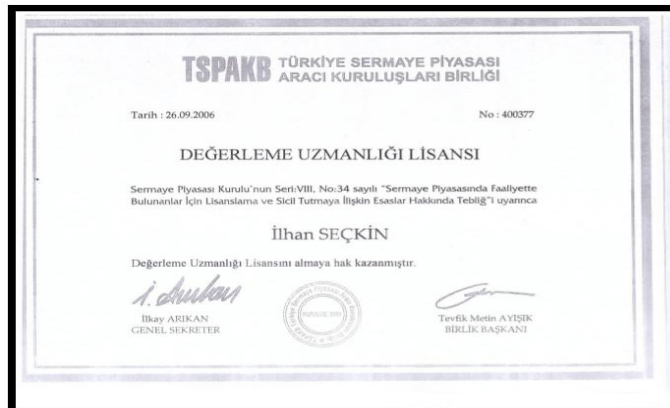 TSPAKB TÜRKİYE SERMAYE PİYASASI
ARACI KURULUŞLARI BİRLİĞİ
Tarih : 26.09.2006 No : 400377
DEĞERLEME UZMANLIĞI LİSANSI
Sermaye Piyasası Kurulu'nun Seri:VIII, No:34 sayılı "Sermaye Piyasasında Faaliyette
Bulunanlar İçin Lisanslama ve Sicil Tutmaya İlişkin Esaslar Hakkında Tebliğ"i uyarınca
İlhan SEÇKİN
Değerleme Uzmanlığı Lisansını almaya hak kazanmıştır.
İlkay ARIKAN
GENEL SEKRETER
Tevfik Metin AYIŞIK
BİRLİK BAŞKANI